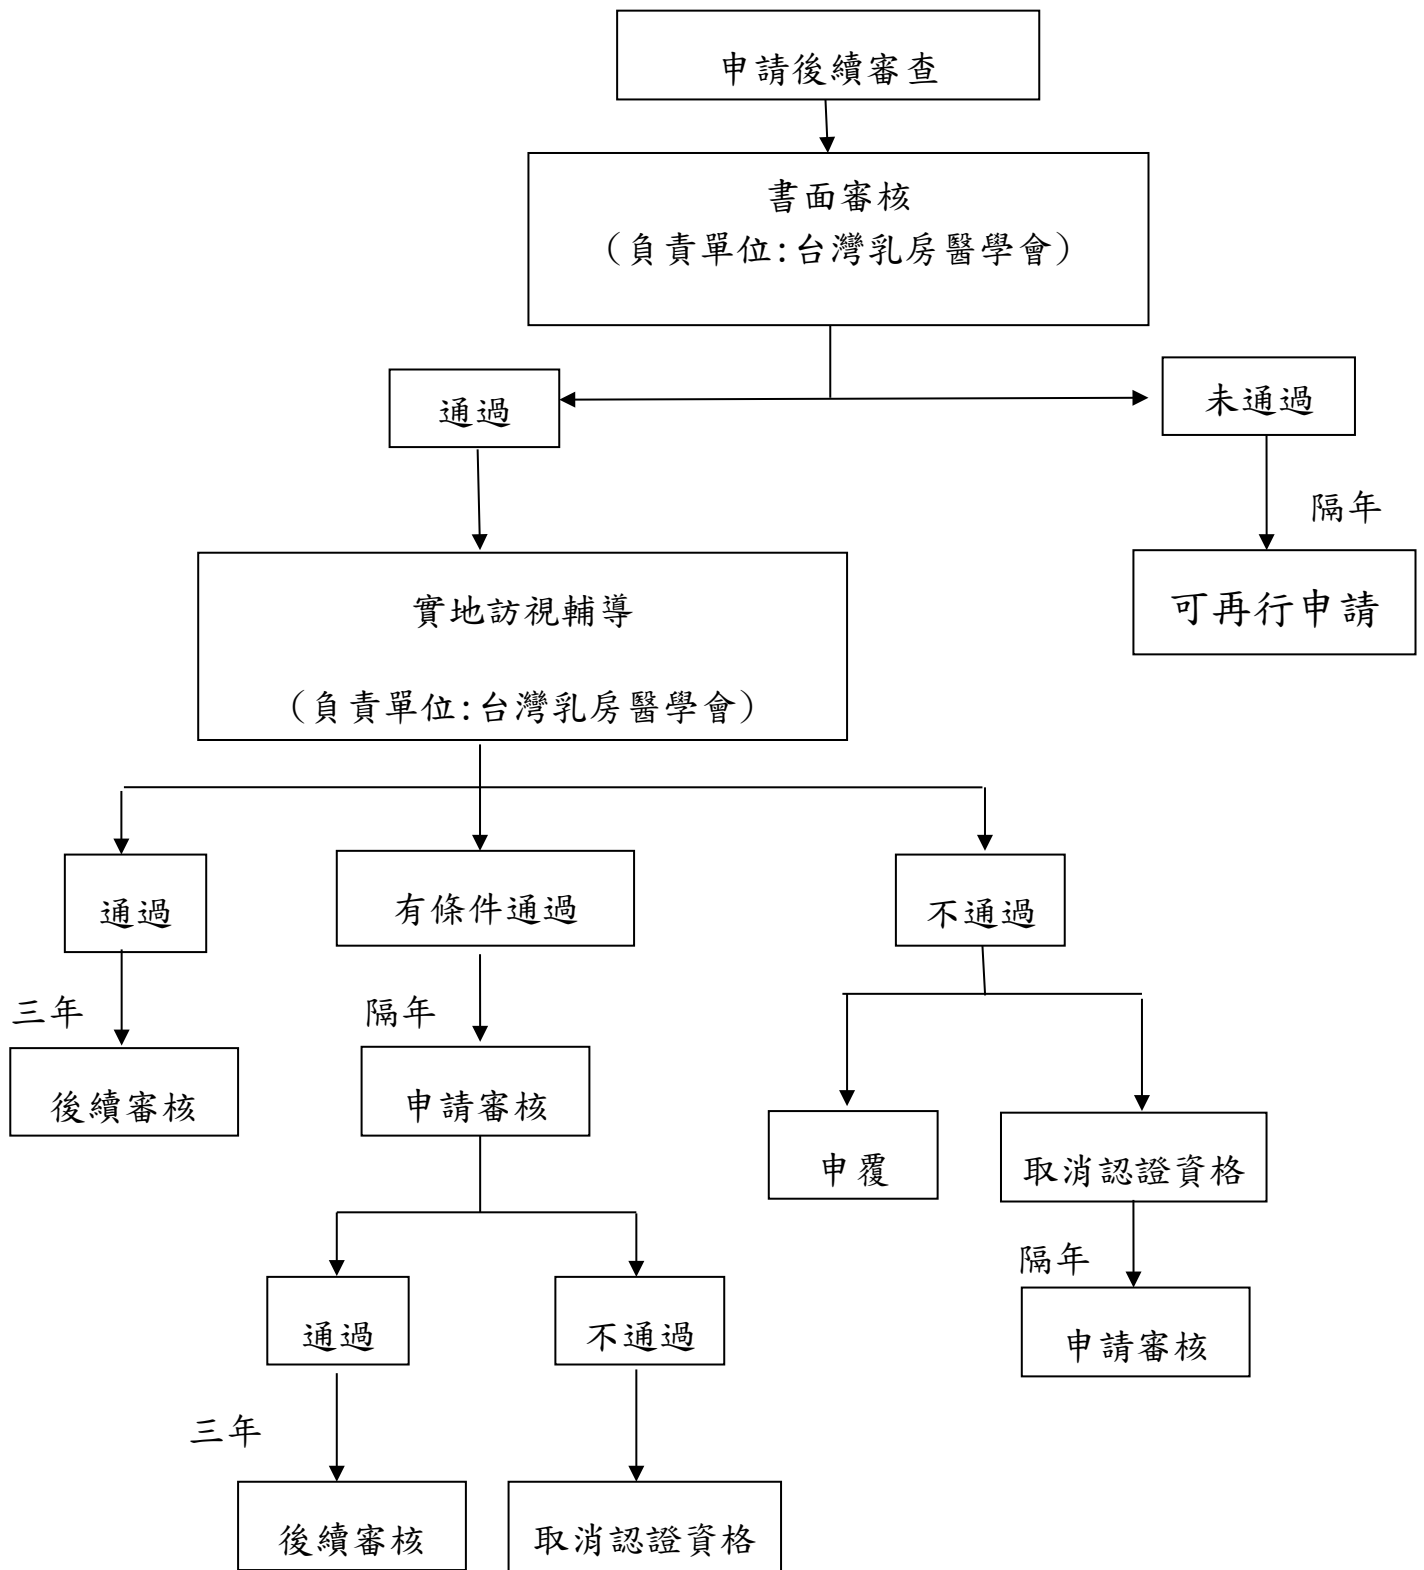 申請後續審查
書面審核
（負責單位:台灣乳房醫學會）
通過
未通過
隔年
可再行申請
實地訪視輔導
（負責單位:台灣乳房醫學會）
通過
有條件通過
不通過
三年
隔年
後續審核
申請審核
申覆
取消認證資格
隔年
通過
不通過
申請審核
三年
後續審核
取消認證資格